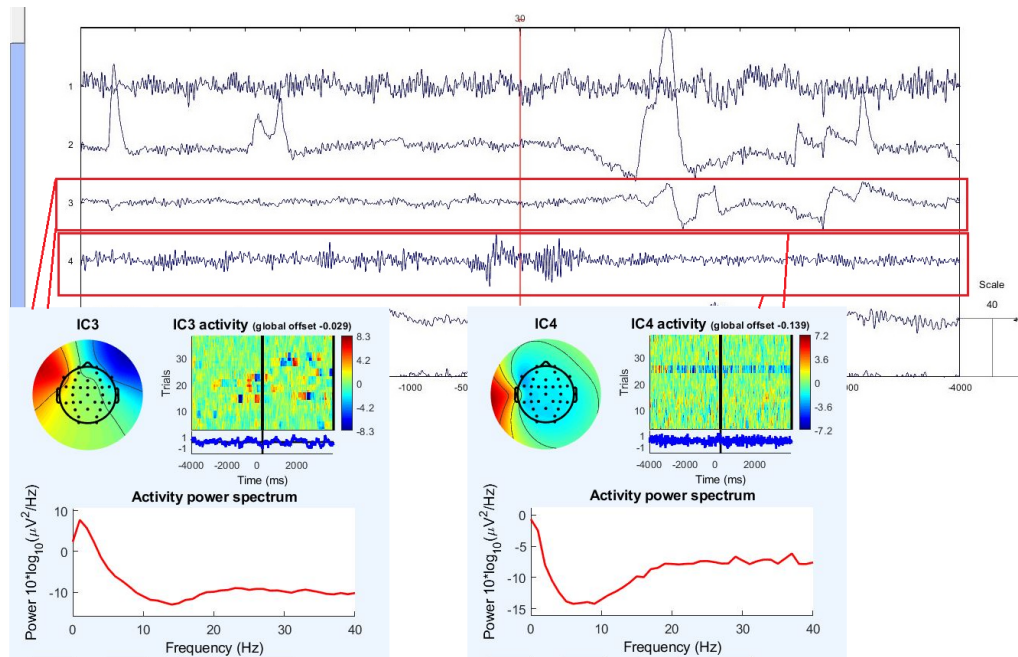 30
1
2
3
4
Scale
40
-1000
-50
000
4000
IC3
IC3 activity (global offset -0.029)
Trials
30
20
10
8.3
4.2
0
-4.2
-8.3
1
-1
-4000 -2000 0 2000
Time (ms)
Activity power spectrum
Power 10*log10(μV2/Hz)
10
0
-10
0 10 20 30 40
Frequency (Hz)
IC4
IC4 activity (global offset -0.139)
Trials
30
20
10
7.2
3.6
0
-3.6
-7.2
1
-1
-4000 -2000 0 2000
Time (ms)
Activity power spectrum
Power 10*log10(μV2/Hz)
0
-5
-10
-15
0 10 20 30 40
Frequency (Hz)